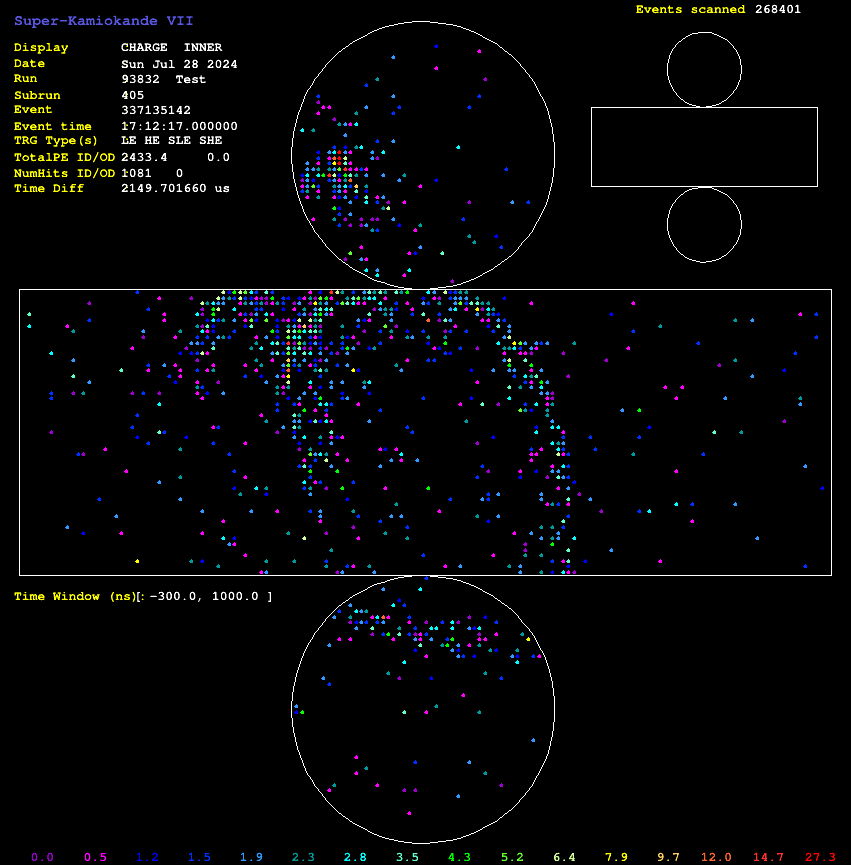 Super-Kamiokande VII
Events scanned 268401
Display CHARGE INNER
Date Sun Jul 28 2024
Run 93832 Test
Subrun 405
Event 337135142
Event time 17:12:17.000000
TRG Type(s) LE HE SLE SHE
TotalPE ID/OD 2433.4 0.0
NumHits ID/OD 1081 0
Time Diff 2149.701660 us
Time Window (ns)[: -300.0, 1000.0 ]
0.0 0.5 1.2 1.5 1.9 2.3 2.8 3.5 4.3 5.2 6.4 7.9 9.7 12.0 14.7 27.3